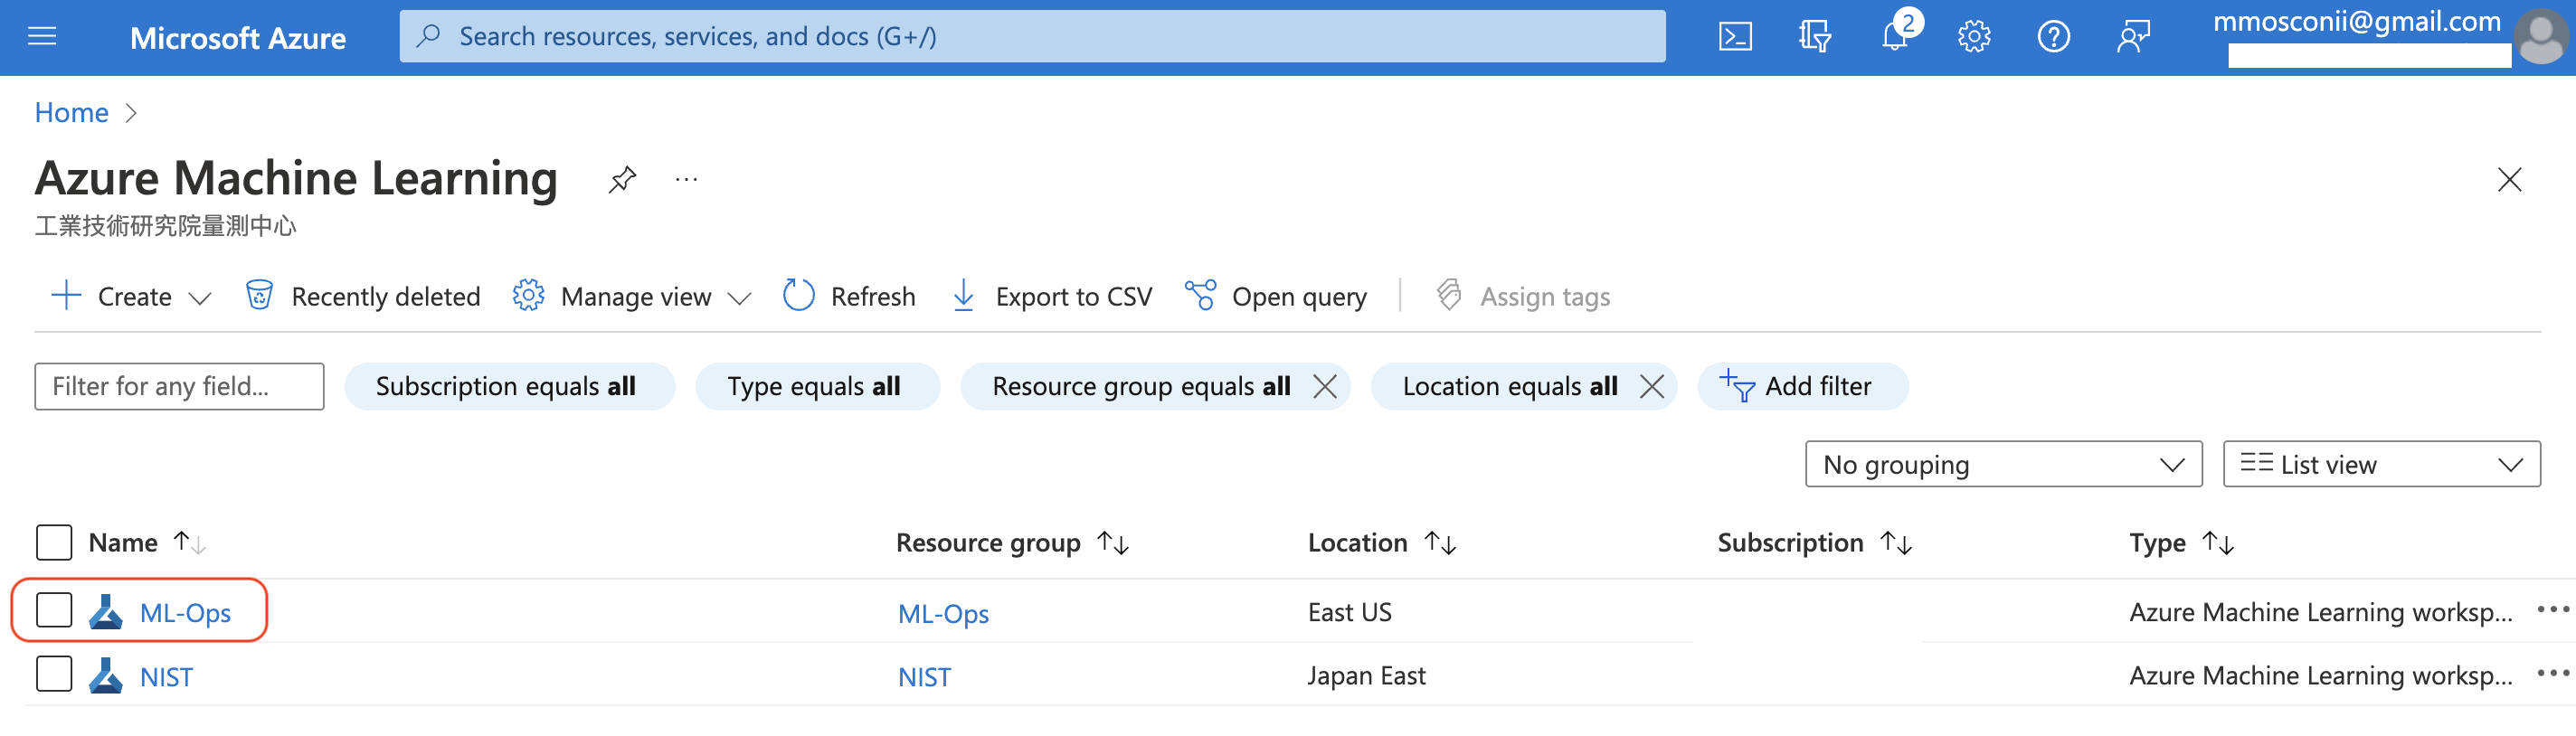 Microsoft Azure
Search resources, services, and docs (G+/)
2
mmosconii@gmail.com
Home
Azure Machine Learning
工業技術研究院量測中心
Create
Recently deleted
Manage view
Refresh
Export to CSV
Open query
Assign tags
Filter for any field...
Subscription equals all
Type equals all
Resource group equals all
Location equals all
Add filter
No grouping
List view
Name
Resource group
Location
Subscription
Type
ML-Ops
ML-Ops
East US
Azure Machine Learning worksp...
NIST
NIST
Japan East
Azure Machine Learning worksp...